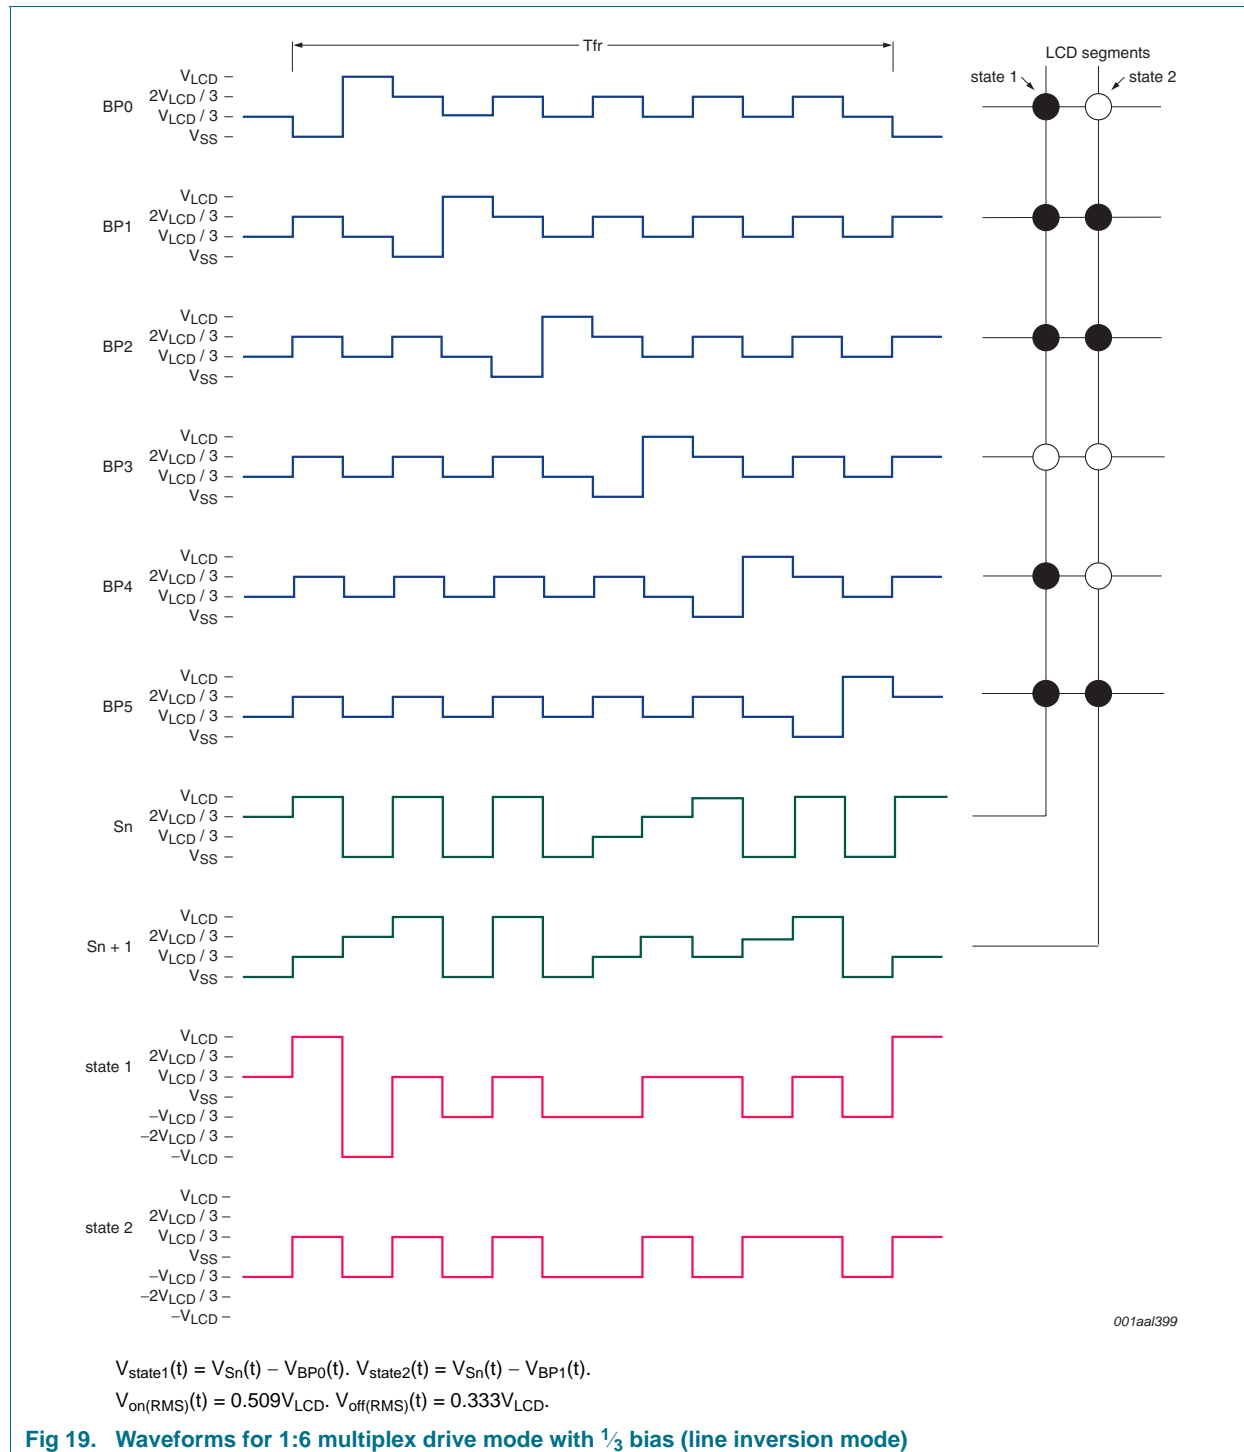 Tfr
LCD segments
state 1
state 2
BP0
VLCD
2VLCD / 3
VLCD / 3
VSS
BP1
VLCD
2VLCD / 3
VLCD / 3
VSS
BP2
VLCD
2VLCD / 3
VLCD / 3
VSS
BP3
VLCD
2VLCD / 3
VLCD / 3
VSS
BP4
VLCD
2VLCD / 3
VLCD / 3
VSS
BP5
VLCD
2VLCD / 3
VLCD / 3
VSS
Sn
VLCD
2VLCD / 3
VLCD / 3
VSS
Sn + 1
VLCD
2VLCD / 3
VLCD / 3
VSS
state 1
VLCD
2VLCD / 3
VLCD / 3
VSS
−VLCD / 3
−2VLCD / 3
−VLCD
state 2
VLCD
2VLCD / 3
VLCD / 3
VSS
−VLCD / 3
−2VLCD / 3
−VLCD
001aal399
Vstate1(t) = VSn(t) − VBP0(t). Vstate2(t) = VSn(t) − VBP1(t).
Von(RMS)(t) = 0.509VLCD. Voff(RMS)(t) = 0.333VLCD.
Fig 19. Waveforms for 1:6 multiplex drive mode with 1⁄3 bias (line inversion mode)